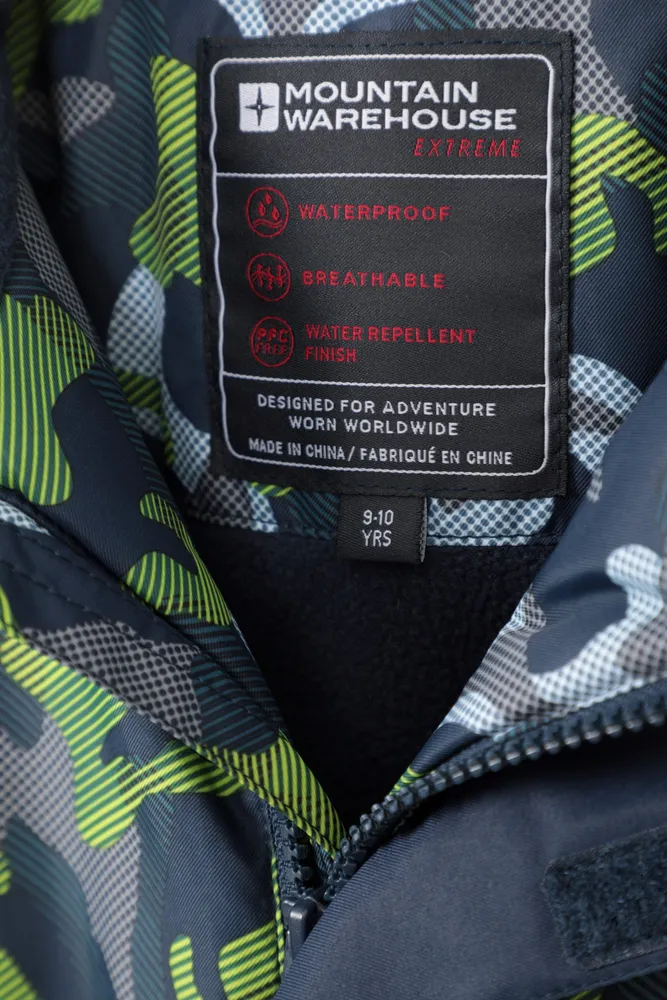 MOUNTAIN
WAREHOUSE
EXTREME
WATERPROOF
BREATHABLE
PFC
FREE
WATER REPELLENT
FINISH
DESIGNED FOR ADVENTURE
WORN WORLDWIDE
MADE IN CHINA / FABRIQUÉ EN CHINE
9-10
YRS